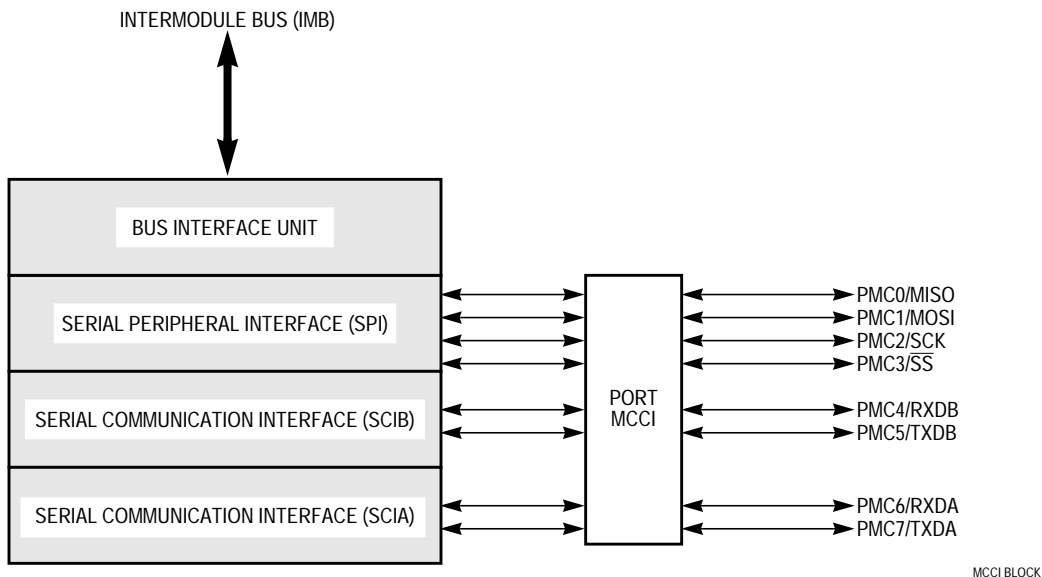 INTERMODULE BUS (IMB)
BUS INTERFACE UNIT
SERIAL PERIPHERAL INTERFACE (SPI)
SERIAL COMMUNICATION INTERFACE (SCIB)
SERIAL COMMUNICATION INTERFACE (SCIA)
PORT
MCCI
PMC0/MISO
PMC1/MOSI
PMC2/SCK
PMC3/S̅S̅
PMC4/RXDB
PMC5/TXDB
PMC6/RXDA
PMC7/TXDA
MCCI BLOCK